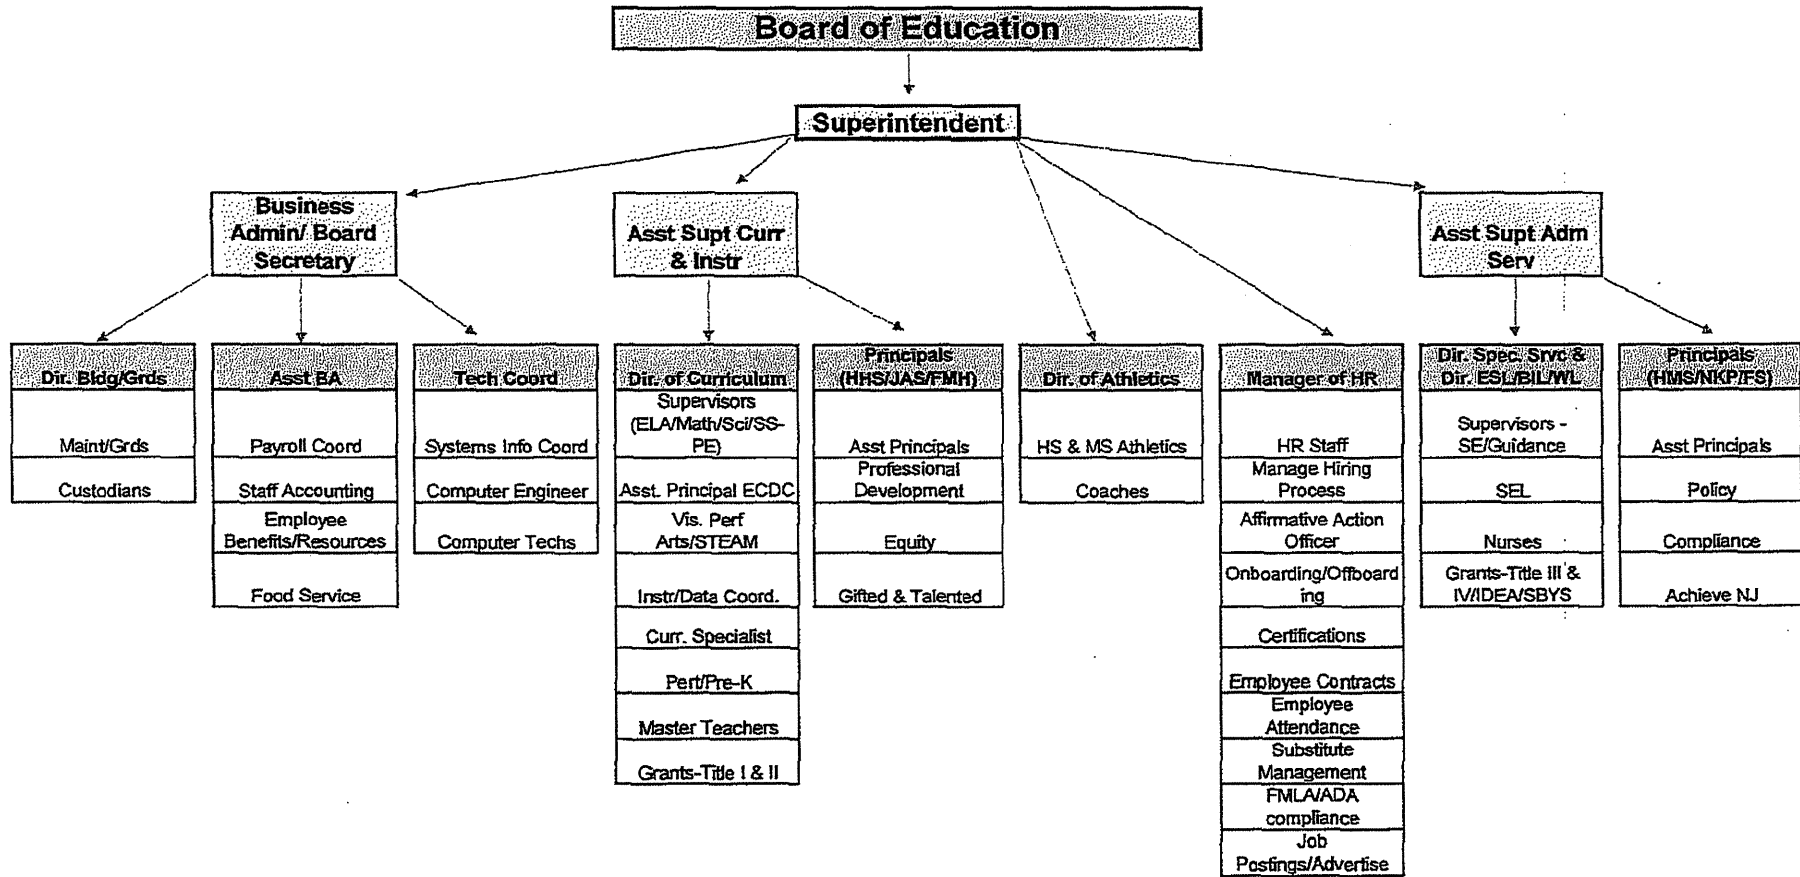 Board of Education
Superintendent
Business
Admin/ Board
Secretary
Asst Supt Curr
& Instr
Asst Supt Adm
Serv
Dir. Bldg/Grds
Maint/Grds
Custodians
Asst BA
Payroll Coord
Staff Accounting
Employee
Benefits/Resources
Food Service
Tech Coord
Systems Info Coord
Computer Engineer
Computer Techs
Dir. of Curriculum
Supervisors
(ELA/Math/Sci/SS-
PE)
Asst. Principal ECDC
Vis. Perf
Arts/STEAM
Instr/Data Coord.
Curr. Specialist
Pert/Pre-K
Master Teachers
Grants-Title I & II
Principals
(HHS/JAS/FMH)
Asst Principals
Professional
Development
Equity
Gifted & Talented
Dir. of Athletics
HS & MS Athletics
Coaches
Manager of HR
HR Staff
Manage Hiring
Process
Affirmative Action
Officer
Onboarding/Offboard
ing
Certifications
Employee Contracts
Employee
Attendance
Substitute
Management
FMLA/ADA
compliance
Job
Postings/Advertise
Dir. Spec. Srvc &
Dir. ESL/BIL/WL
Supervisors -
SE/Guidance
SEL
Nurses
Grants-Title III &
IV/IDEA/SBYS
Principals
(HMS/NKP/FS)
Asst Principals
Policy
Compliance
Achieve NJ